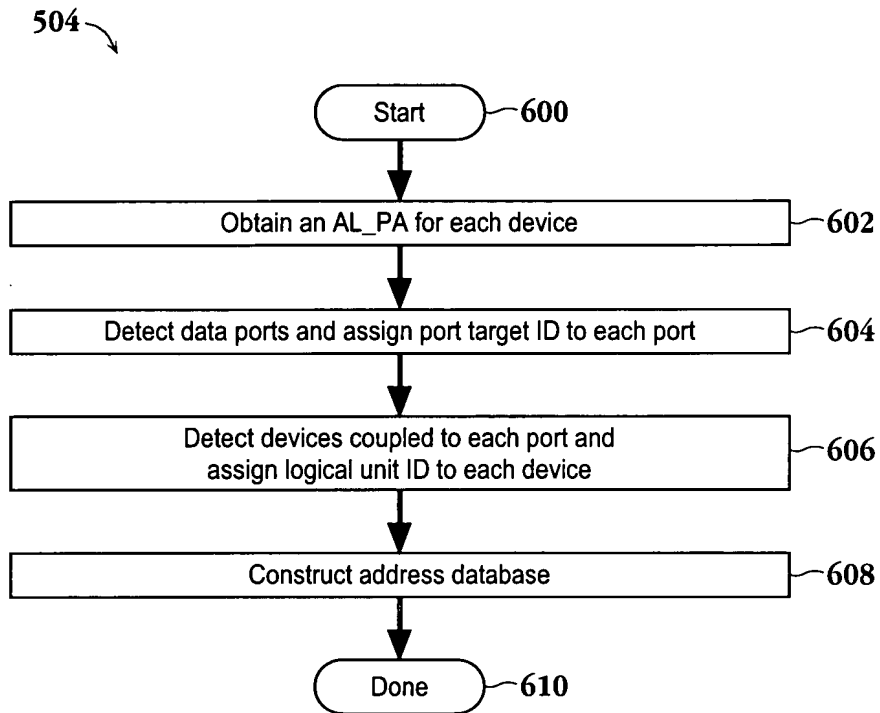 504
Start
600
Obtain an AL_PA for each device
602
Detect data ports and assign port target ID to each port
604
Detect devices coupled to each port and
assign logical unit ID to each device
606
Construct address database
608
Done
610